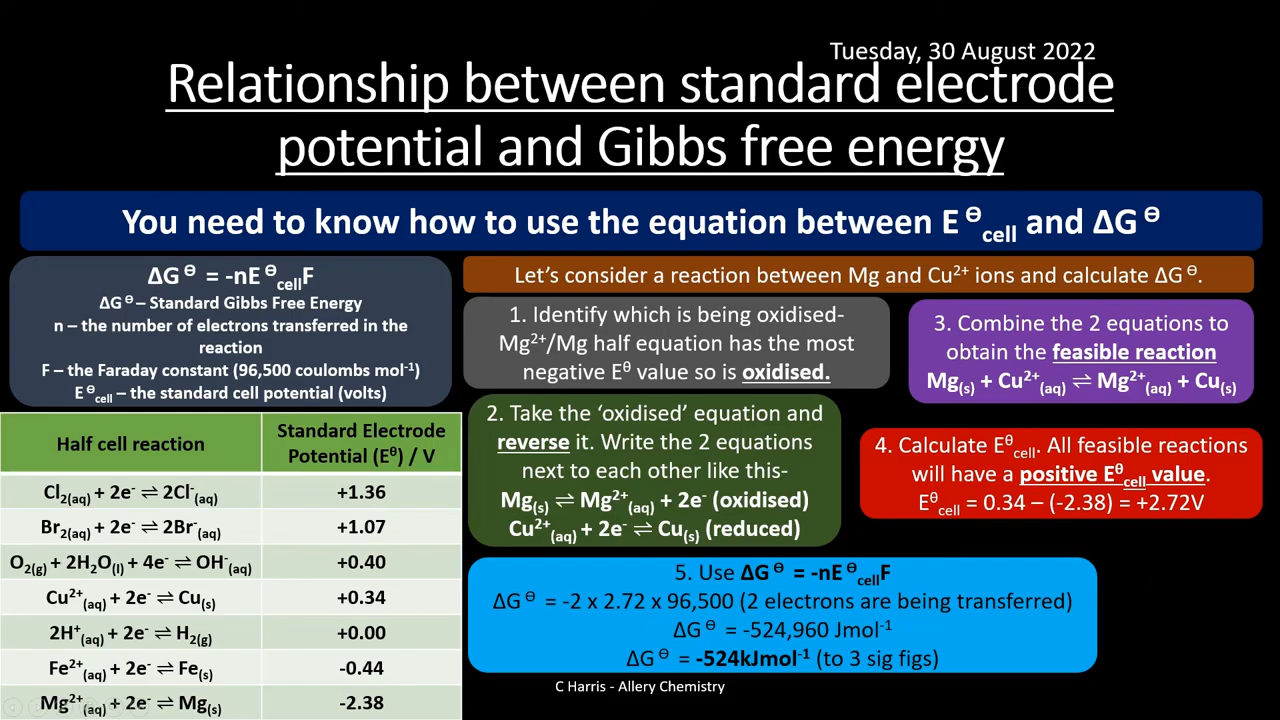 Tuesday, 30 August 2022
Relationship between standard electrode
potential and Gibbs free energy
You need to know how to use the equation between E⊖cell and ΔG⊖
ΔG⊖ = -nE⊖cellF
ΔG⊖ – Standard Gibbs Free Energy
n – the number of electrons transferred in the
reaction
F – the Faraday constant (96,500 coulombs mol⁻¹)
E⊖cell – the standard cell potential (volts)
Half cell reaction
Standard Electrode
Potential (Eᶿ) / V
Cl₂(aq) + 2e⁻ ⇌ 2Cl⁻(aq) +1.36
Br₂(aq) + 2e⁻ ⇌ 2Br⁻(aq) +1.07
O₂(g) + 2H₂O(l) + 4e⁻ ⇌ OH⁻(aq) +0.40
Cu²⁺(aq) + 2e⁻ ⇌ Cu(s) +0.34
2H⁺(aq) + 2e⁻ ⇌ H₂(g) +0.00
Fe²⁺(aq) + 2e⁻ ⇌ Fe(s) -0.44
Mg²⁺(aq) + 2e⁻ ⇌ Mg(s) -2.38
Let’s consider a reaction between Mg and Cu²⁺ ions and calculate ΔG⊖.
1. Identify which is being oxidised-
Mg²⁺/Mg half equation has the most
negative Eᶿ value so is oxidised.
2. Take the ‘oxidised’ equation and
reverse it. Write the 2 equations
next to each other like this-
Mg(s) ⇌ Mg²⁺(aq) + 2e⁻ (oxidised)
Cu²⁺(aq) + 2e⁻ ⇌ Cu(s) (reduced)
3. Combine the 2 equations to
obtain the feasible reaction
Mg(s) + Cu²⁺(aq) ⇌ Mg²⁺(aq) + Cu(s)
4. Calculate Eᶿcell. All feasible reactions
will have a positive Eᶿcell value.
Eᶿcell = 0.34 – (-2.38) = +2.72V
5. Use ΔG⊖ = -nE⊖cellF
ΔG⊖ = -2 x 2.72 x 96,500 (2 electrons are being transferred)
ΔG⊖ = -524,960 Jmol⁻¹
ΔG⊖ = -524kJmol⁻¹ (to 3 sig figs)
C Harris - Allery Chemistry